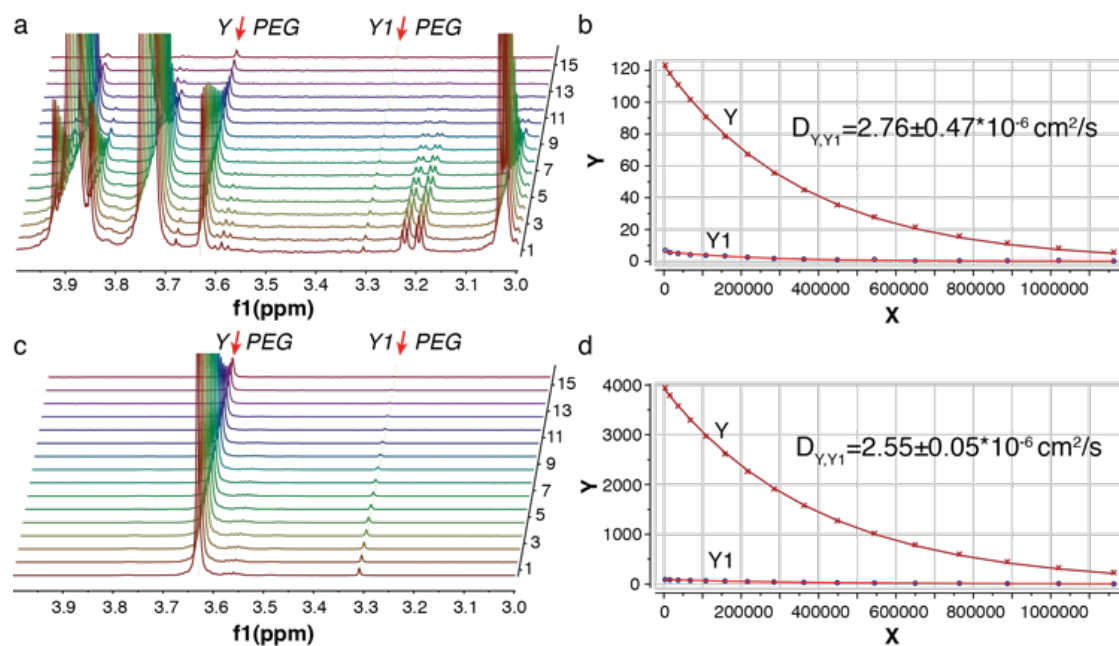 a
Y PEG
Y1 PEG
15
13
11
9
7
5
3
1
3.9 3.8 3.7 3.6 3.5 3.4 3.3 3.2 3.1 3.0
f1(ppm)
b
Y
120
100
80
60
40
20
0
Y
D_Y,Y1=2.76±0.47*10^-6 cm²/s
Y1
0 200000 400000 600000 800000 1000000
X
c
Y PEG
Y1 PEG
15
13
11
9
7
5
3
1
3.9 3.8 3.7 3.6 3.5 3.4 3.3 3.2 3.1 3.0
f1(ppm)
d
Y
4000
3000
2000
1000
0
Y
D_Y,Y1=2.55±0.05*10^-6 cm²/s
Y1
0 200000 400000 600000 800000 1000000
X